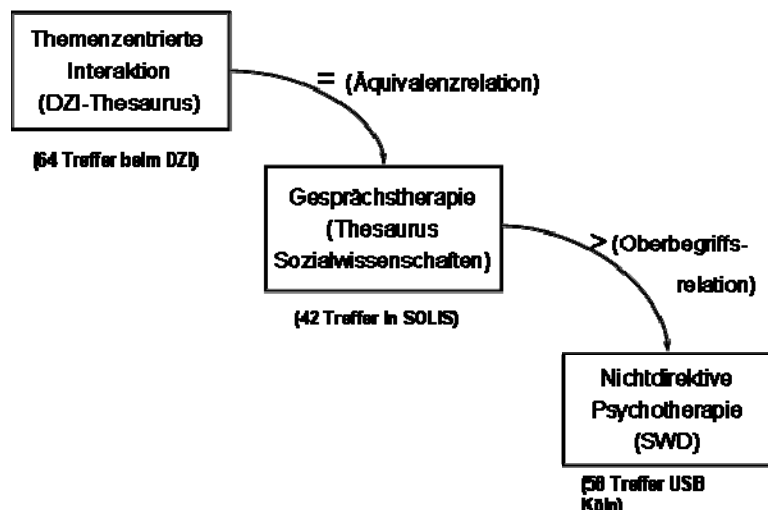 Themenzentrierte
Interaktion
(DZI-Thesaurus)
= (Äquivalenzrelation)
(64 Treffer beim DZI)
Gesprächstherapie
(Thesaurus
Sozialwissenschaften)
> (Oberbegriffs-
relation)
(42 Treffer in SOLIS)
Nichtdirektive
Psychotherapie
(SWD)
Treffer USB
Köln)